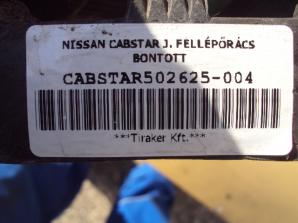 NISSAN CABSTAR J. FELLÉPŐRÁCS
BONTOTT
CABSTAR502625-004
***Tiraker Kft.***